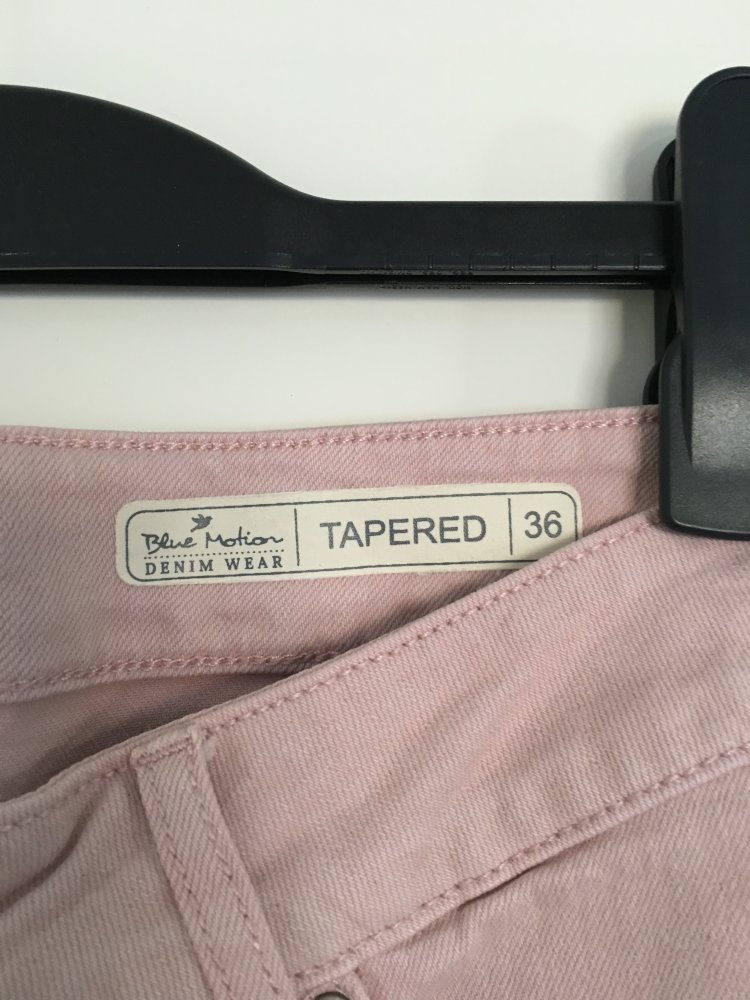 Blue Motion
DENIM WEAR
TAPERED
36